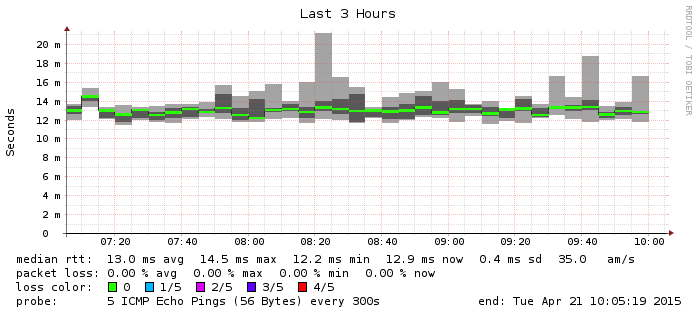 Last 3 Hours
RRDTOOL / TOBI OETIKER
Seconds
20 m
18 m
16 m
14 m
12 m
10 m
8 m
6 m
4 m
2 m
0
07:20 07:40 08:00 08:20 08:40 09:00 09:20 09:40 10:00
median rtt: 13.0 ms avg 14.5 ms max 12.2 ms min 12.9 ms now 0.4 ms sd 35.0 am/s
packet loss: 0.00 % avg 0.00 % max 0.00 % min 0.00 % now
loss color: 0 1/5 2/5 3/5 4/5
probe: 5 ICMP Echo Pings (56 Bytes) every 300s end: Tue Apr 21 10:05:19 2015